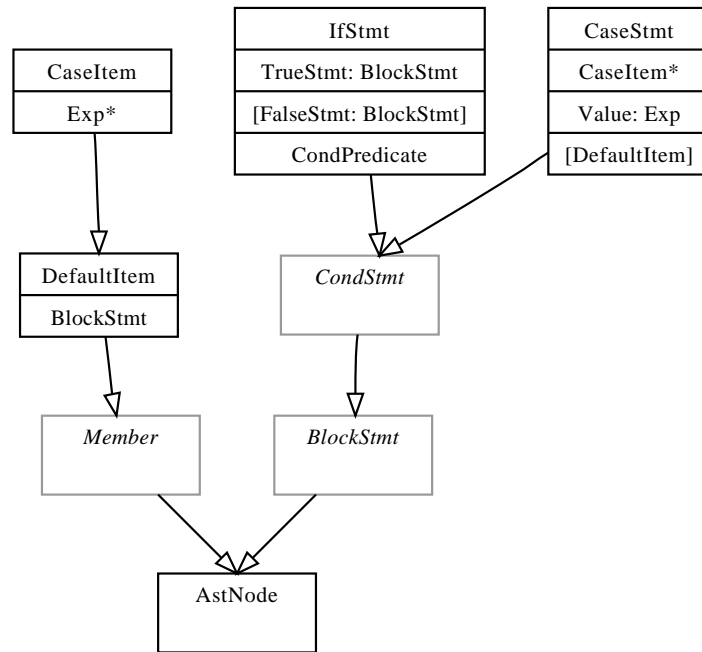 CaseItem
Exp*
IfStmt
TrueStmt: BlockStmt
[FalseStmt: BlockStmt]
CondPredicate
CaseStmt
CaseItem*
Value: Exp
[DefaultItem]
DefaultItem
BlockStmt
CondStmt
Member
BlockStmt
AstNode